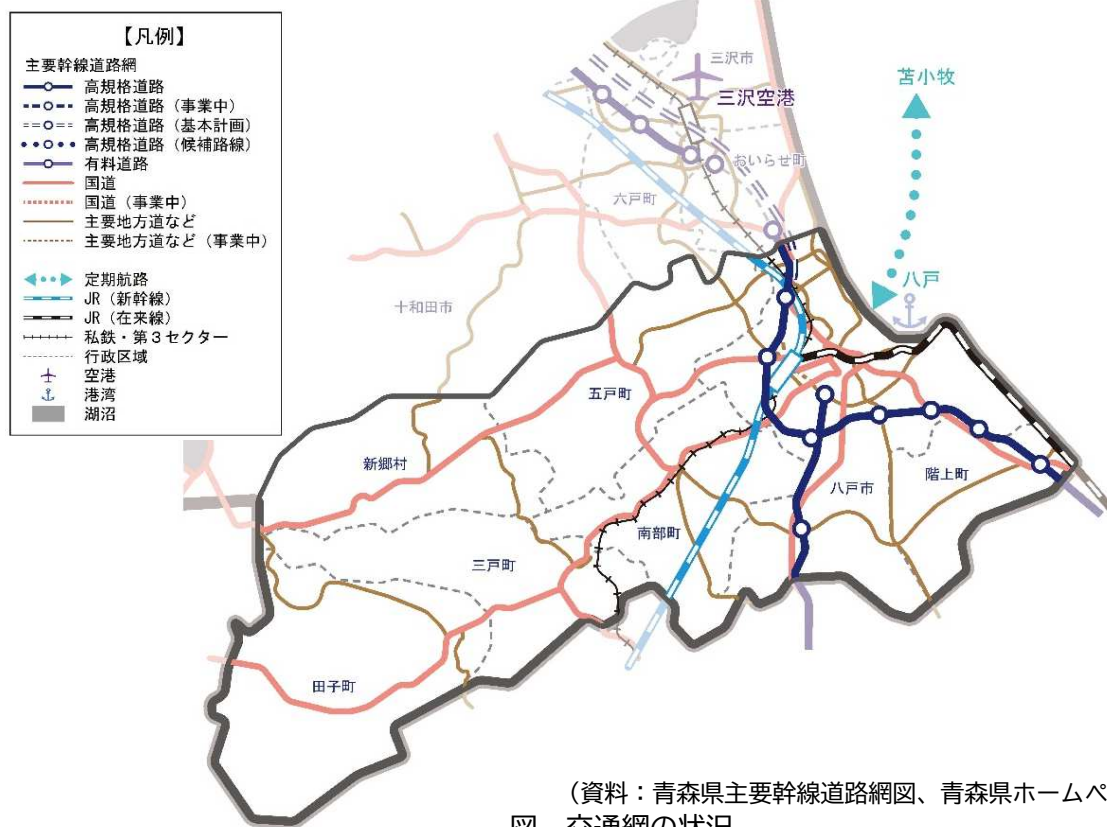 【凡例】
主要幹線道路網
高規格道路
高規格道路（事業中）
高規格道路（基本計画）
高規格道路（候補路線）
有料道路
国道
国道（事業中）
主要地方道など
主要地方道など（事業中）
定期航路
JR（新幹線）
JR（在来線）
私鉄・第３セクター
行政区域
空港
港湾
湖沼
三沢市
三沢空港
苫小牧
おいらせ町
六戸町
八戸
十和田市
五戸町
新郷村
階上町
八戸市
南部町
三戸町
田子町
（資料：青森県主要幹線道路網図、青森県ホームペ
図 交通網の状況